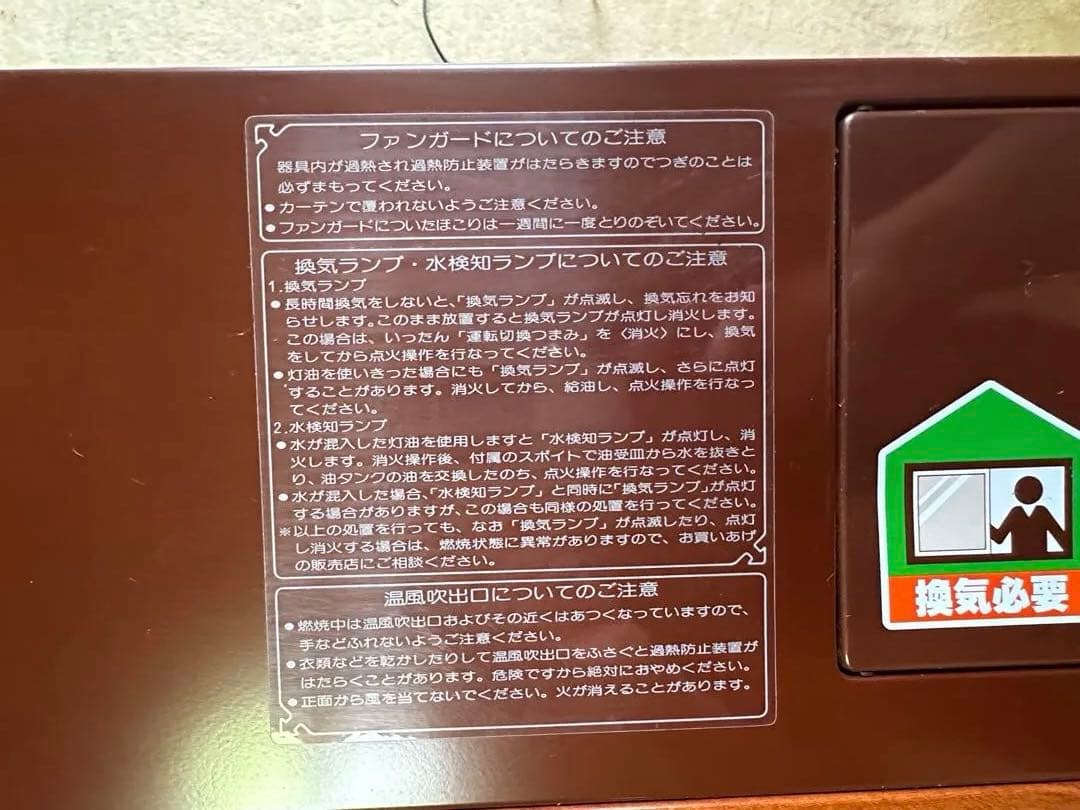 ファンガードについてのご注意
器具内が過熱され過熱防止装置がはたらきますのでつぎのことは
必ずまもってください。
●カーテンで覆われないようご注意ください。
●ファンガードについたほこりは一週間に一度とりのぞいてください。
換気ランプ・水検知ランプについてのご注意
1.換気ランプ
●長時間換気をしないと、「換気ランプ」が点滅し、換気忘れをお知
らせします。このまま放置すると換気ランプが点灯し消火します。
この場合は、いったん「運転切換つまみ」を〈消火〉にし、換気
をしてから点火操作を行なってください。
●灯油を使いきった場合にも「換気ランプ」が点滅し、さらに点灯
することがあります。消火してから、給油し、点火操作を行なっ
てください。
2.水検知ランプ
●水が混入した灯油を使用しますと「水検知ランプ」が点灯し、消
火します。消火操作後、付属のスポイトで油受皿から水を抜きと
り、油タンクの油を交換したのち、点火操作を行なってください。
●水が混入した場合、「水検知ランプ」と同時に「換気ランプ」が点灯
する場合がありますが、この場合も同様の処置を行ってください。
※以上の処置を行っても、なお「換気ランプ」が点滅したり、点灯
し消火する場合は、燃焼状態に異常がありますので、お買いあげ
の販売店にご相談ください。
温風吹出口についてのご注意
●燃焼中は温風吹出口およびその近くはあつくなっていますので、
手などふれないようご注意ください。
●衣類などを乾かしたりして温風吹出口をふさぐと過熱防止装置が
はたらくことがあります。危険ですから絶対におやめください。
●正面から風を当てないでください。火が消えることがあります。
換気必要